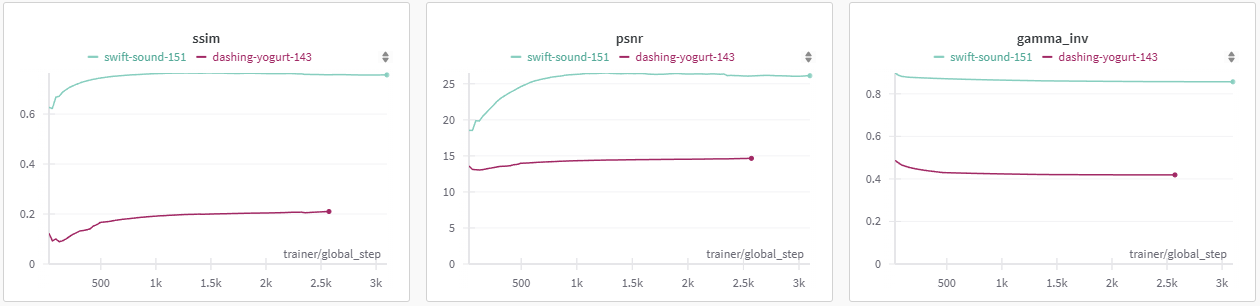 ssim
swift-sound-151 dashing-yogurt-143
0.6
0.4
0.2
0
trainer/global_step
500 1k 1.5k 2k 2.5k 3k
psnr
swift-sound-151 dashing-yogurt-143
25
20
15
10
5
0
trainer/global_step
500 1k 1.5k 2k 2.5k 3k
gamma_inv
swift-sound-151 dashing-yogurt-143
0.8
0.6
0.4
0.2
0
trainer/global_step
500 1k 1.5k 2k 2.5k 3k